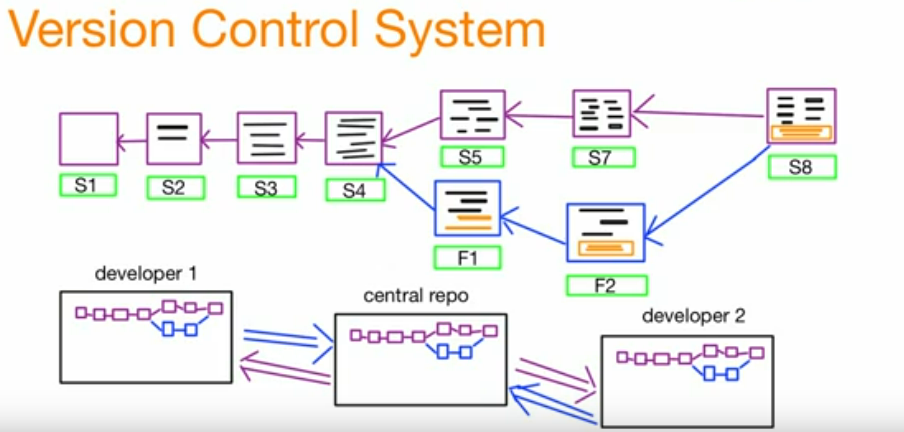 Version Control System
S1
S2
S3
S4
S5
S7
S8
F1
F2
developer 1
central repo
developer 2